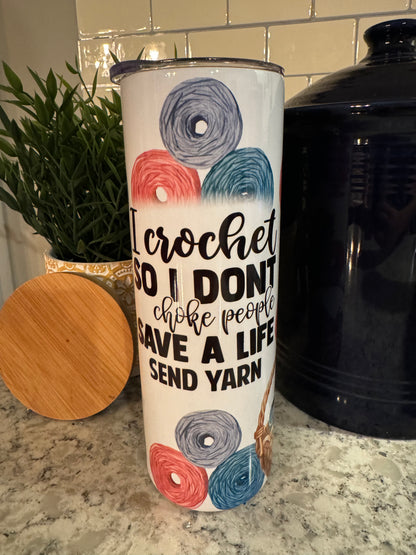 I crochet
SO I DONT
choke people
SAVE A LIFE
SEND YARN